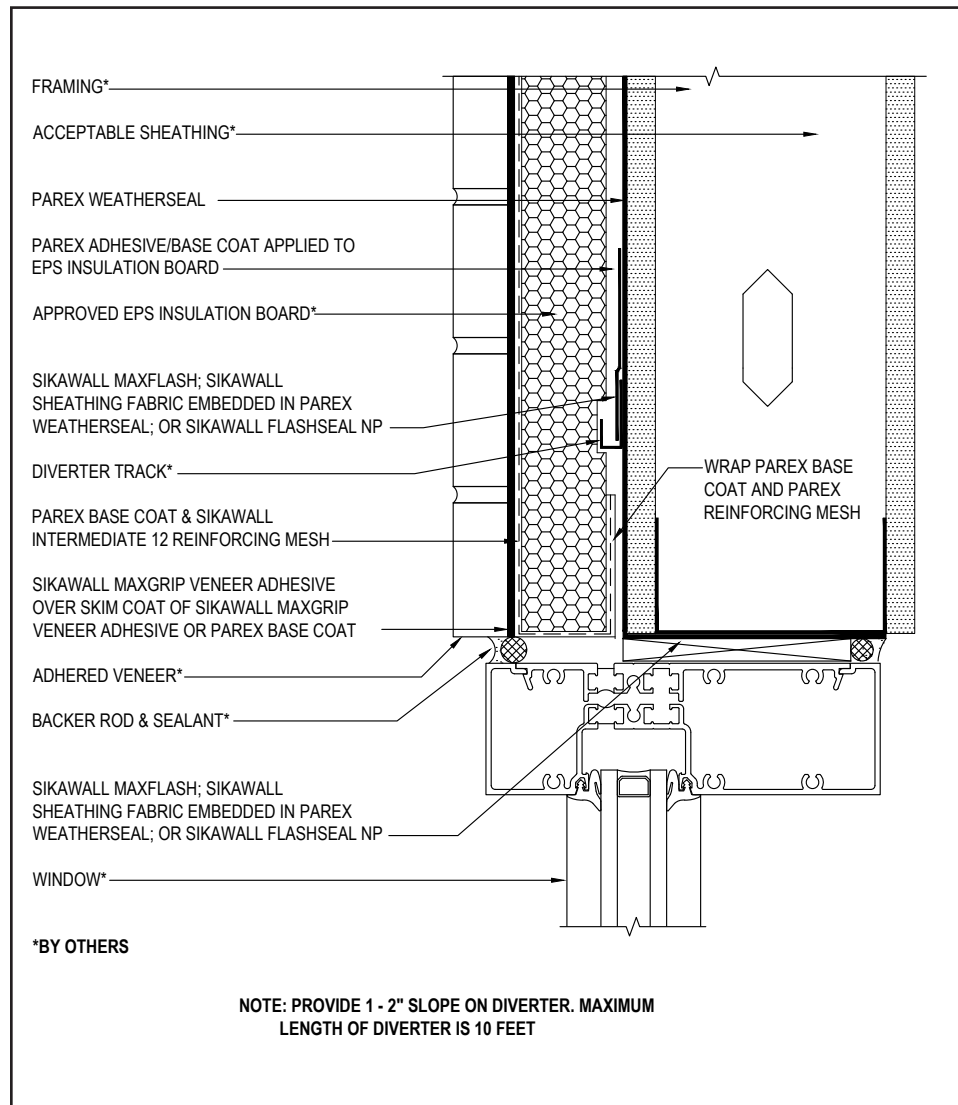 FRAMING*
ACCEPTABLE SHEATHING*
PAREX WEATHERSEAL
PAREX ADHESIVE/BASE COAT APPLIED TO
EPS INSULATION BOARD
APPROVED EPS INSULATION BOARD*
SIKAWALL MAXFLASH; SIKAWALL
SHEATHING FABRIC EMBEDDED IN PAREX
WEATHERSEAL; OR SIKAWALL FLASHSEAL NP
DIVERTER TRACK*
WRAP PAREX BASE
COAT AND PAREX
REINFORCING MESH
PAREX BASE COAT & SIKAWALL
INTERMEDIATE 12 REINFORCING MESH
SIKAWALL MAXGRIP VENEER ADHESIVE
OVER SKIM COAT OF SIKAWALL MAXGRIP
VENEER ADHESIVE OR PAREX BASE COAT
ADHERED VENEER*
BACKER ROD & SEALANT*
SIKAWALL MAXFLASH; SIKAWALL
SHEATHING FABRIC EMBEDDED IN PAREX
WEATHERSEAL; OR SIKAWALL FLASHSEAL NP
WINDOW*
*BY OTHERS
NOTE: PROVIDE 1 - 2" SLOPE ON DIVERTER. MAXIMUM
LENGTH OF DIVERTER IS 10 FEET